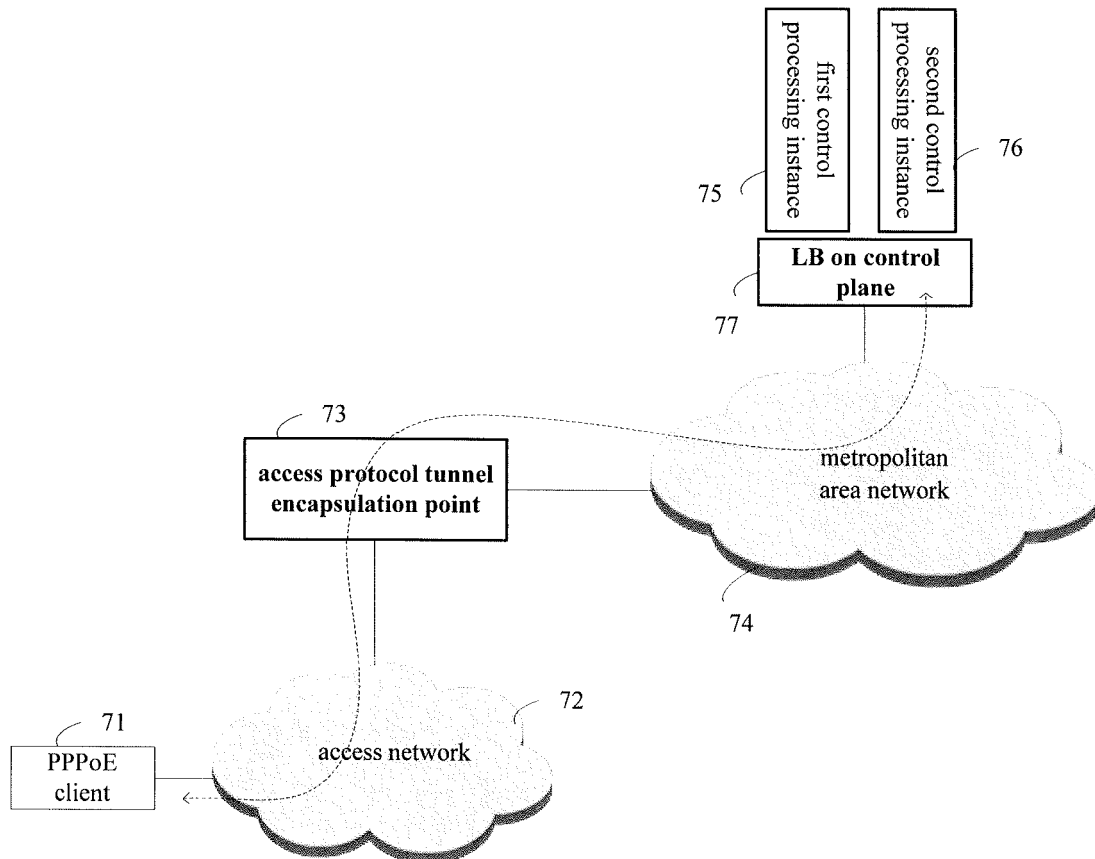 first control
processing instance
second control
processing instance
75
76
LB on control
plane
77
73
access protocol tunnel
encapsulation point
metropolitan
area network
74
72
access network
71
PPPoE
client